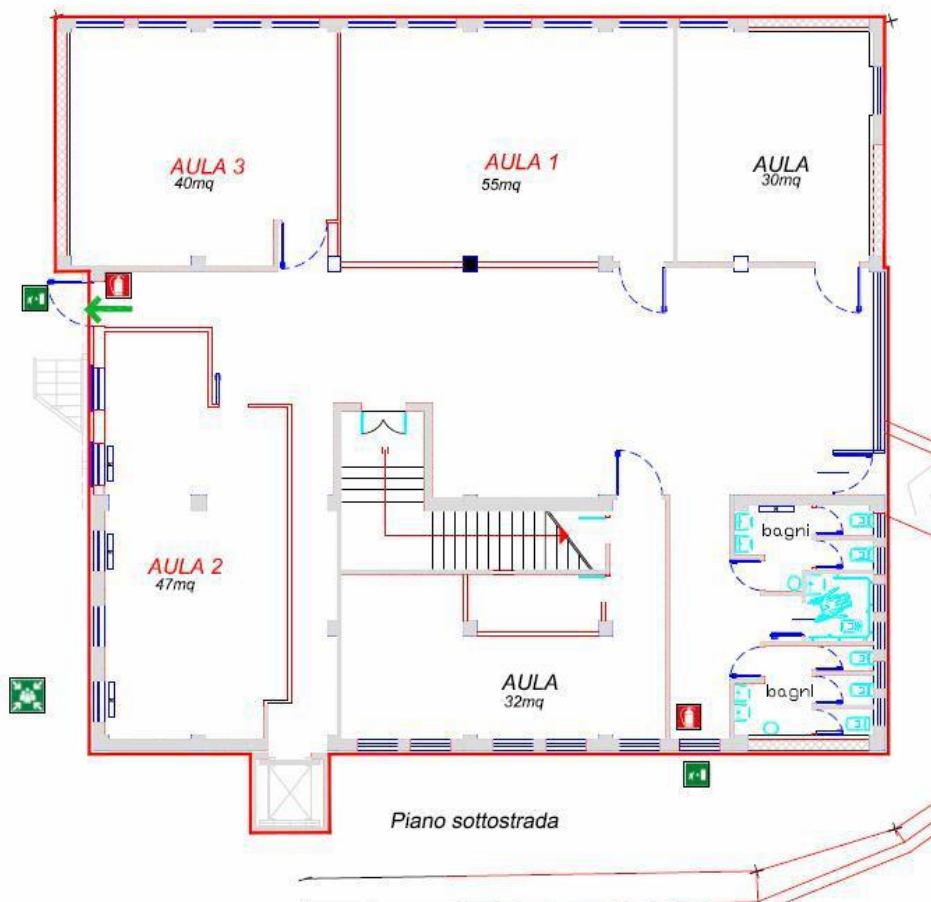 AULA 3
40mq
AULA 1
55mq
AULA
30mq
AULA 2
47mq
bagni
AULA
32mq
bagni
Piano sottostrada